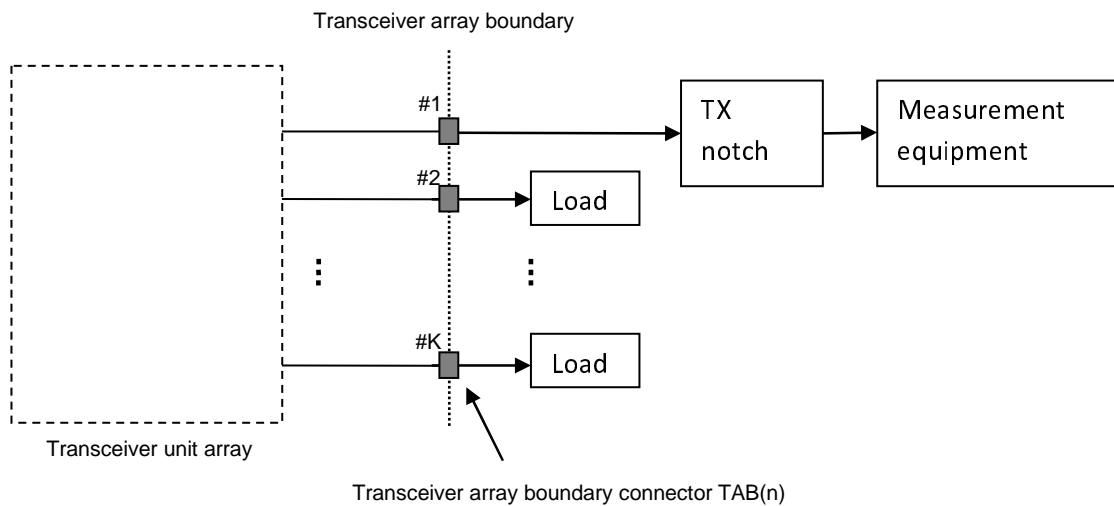 Transceiver array boundary
#1
TX
notch
Measurement
equipment
#2
Load
#K
Load
Transceiver unit array
Transceiver array boundary connector TAB(n)